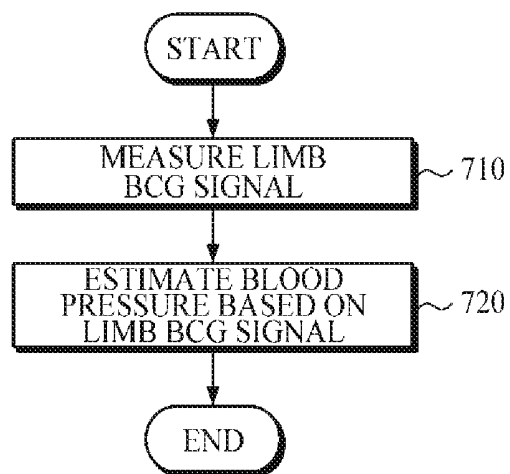 START
MEASURE LIMB
BCG SIGNAL
710
ESTIMATE BLOOD
PRESSURE BASED ON
LIMB BCG SIGNAL
720
END